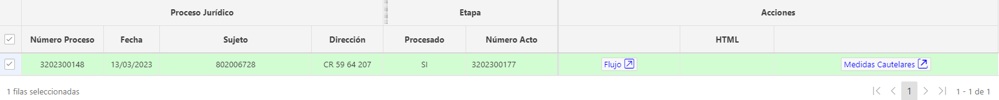 Proceso Jurídico Etapa Acciones
Número Proceso Fecha Sujeto Dirección Procesado Número Acto HTML
3202300148 13/03/2023 802006728 CR 59 64 207 SI 3202300177 Flujo Medidas Cautelares
1 filas seleccionadas 1 1 - 1 de 1